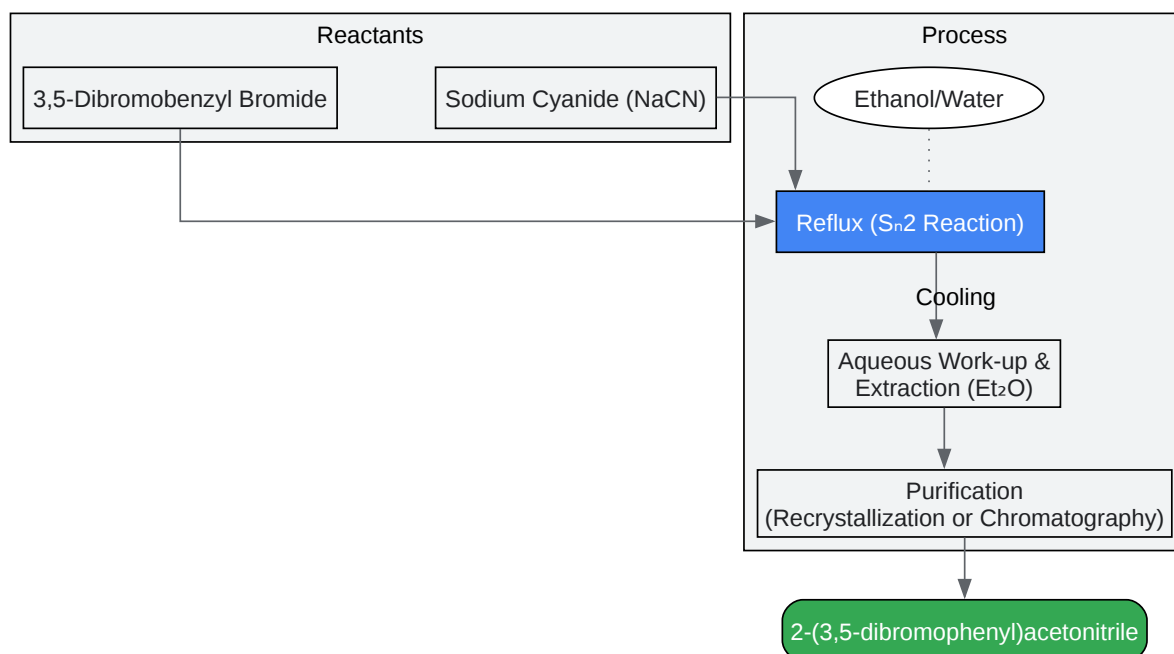 Reactants
Process
3,5-Dibromobenzyl Bromide
Sodium Cyanide (NaCN)
Ethanol/Water
Reflux (Sₙ2 Reaction)
Cooling
Aqueous Work-up &
Extraction (Et₂O)
Purification
(Recrystallization or Chromatography)
2-(3,5-dibromophenyl)acetonitrile